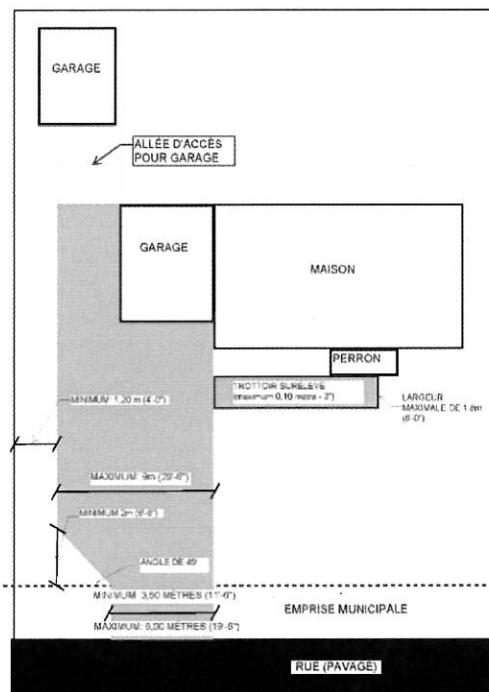 GARAGE
ALLÉE D'ACCÈS
POUR GARAGE
GARAGE
MAISON
PERRON
TROTTOIR SURÉLEVÉ
(maximum 0,10 mètre - 3")
LARGEUR
MAXIMALE DE 1.8m
(6'-0")
MINIMUM: 1,20 m (4'-0")
MAXIMUM: 9m (29'-6")
MINIMUM 2m (6'-6")
ANGLE DE 45°
MINIMUM: 3,50 MÈTRES (11'-6")
EMPRISE MUNICIPALE
MAXIMUM: 6,00 MÈTRES (19'-8")
RUE (PAVAGE)